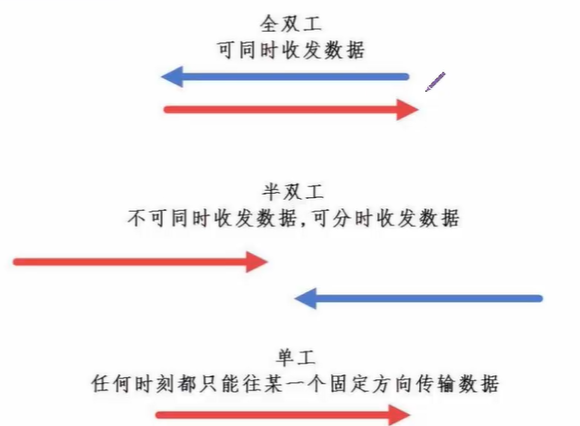 全双工
可同时收发数据
半双工
不可同时收发数据,可分时收发数据
单工
任何时刻都只能往某一个固定方向传输数据